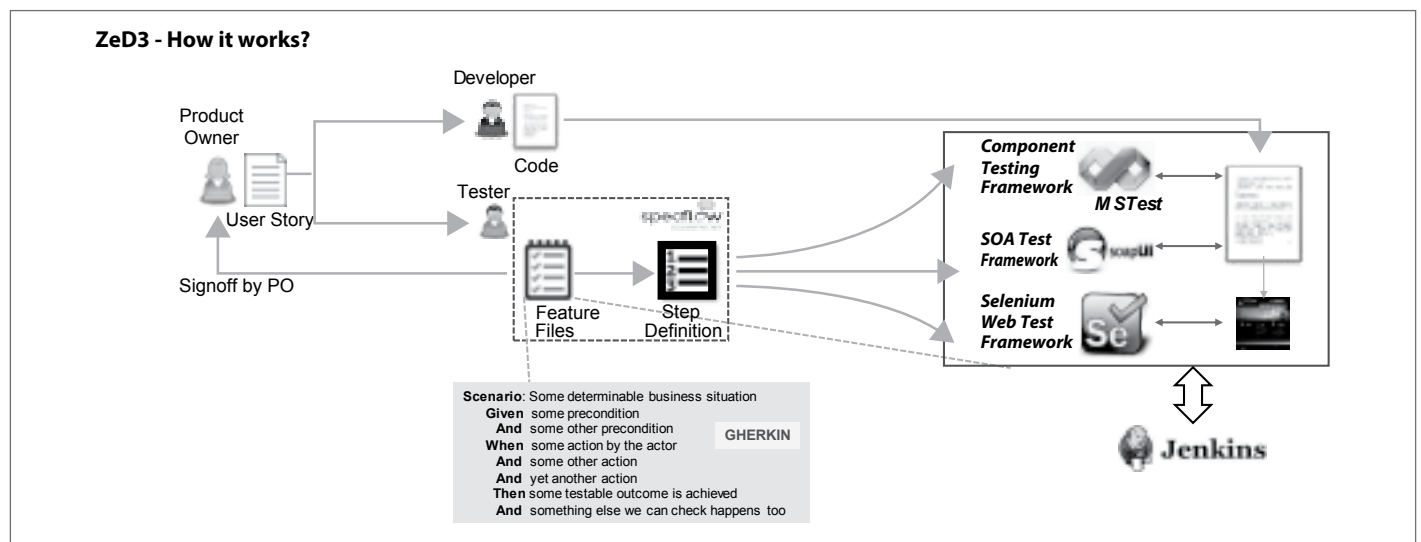 ZeD3 - How it works?
Developer
Product
Owner
Code
User Story
Tester
specflow
Signoff by PO
Feature
Files
Step
Definition
Component
Testing
Framework
MSTest
SOA Test
Framework
soapUI
Selenium
Web Test
Framework
Se
Jenkins
Scenario: Some determinable business situation
Given some precondition
And some other precondition
GHERKIN
When some action by the actor
And some other action
And yet another action
Then some testable outcome is achieved
And something else we can check happens too